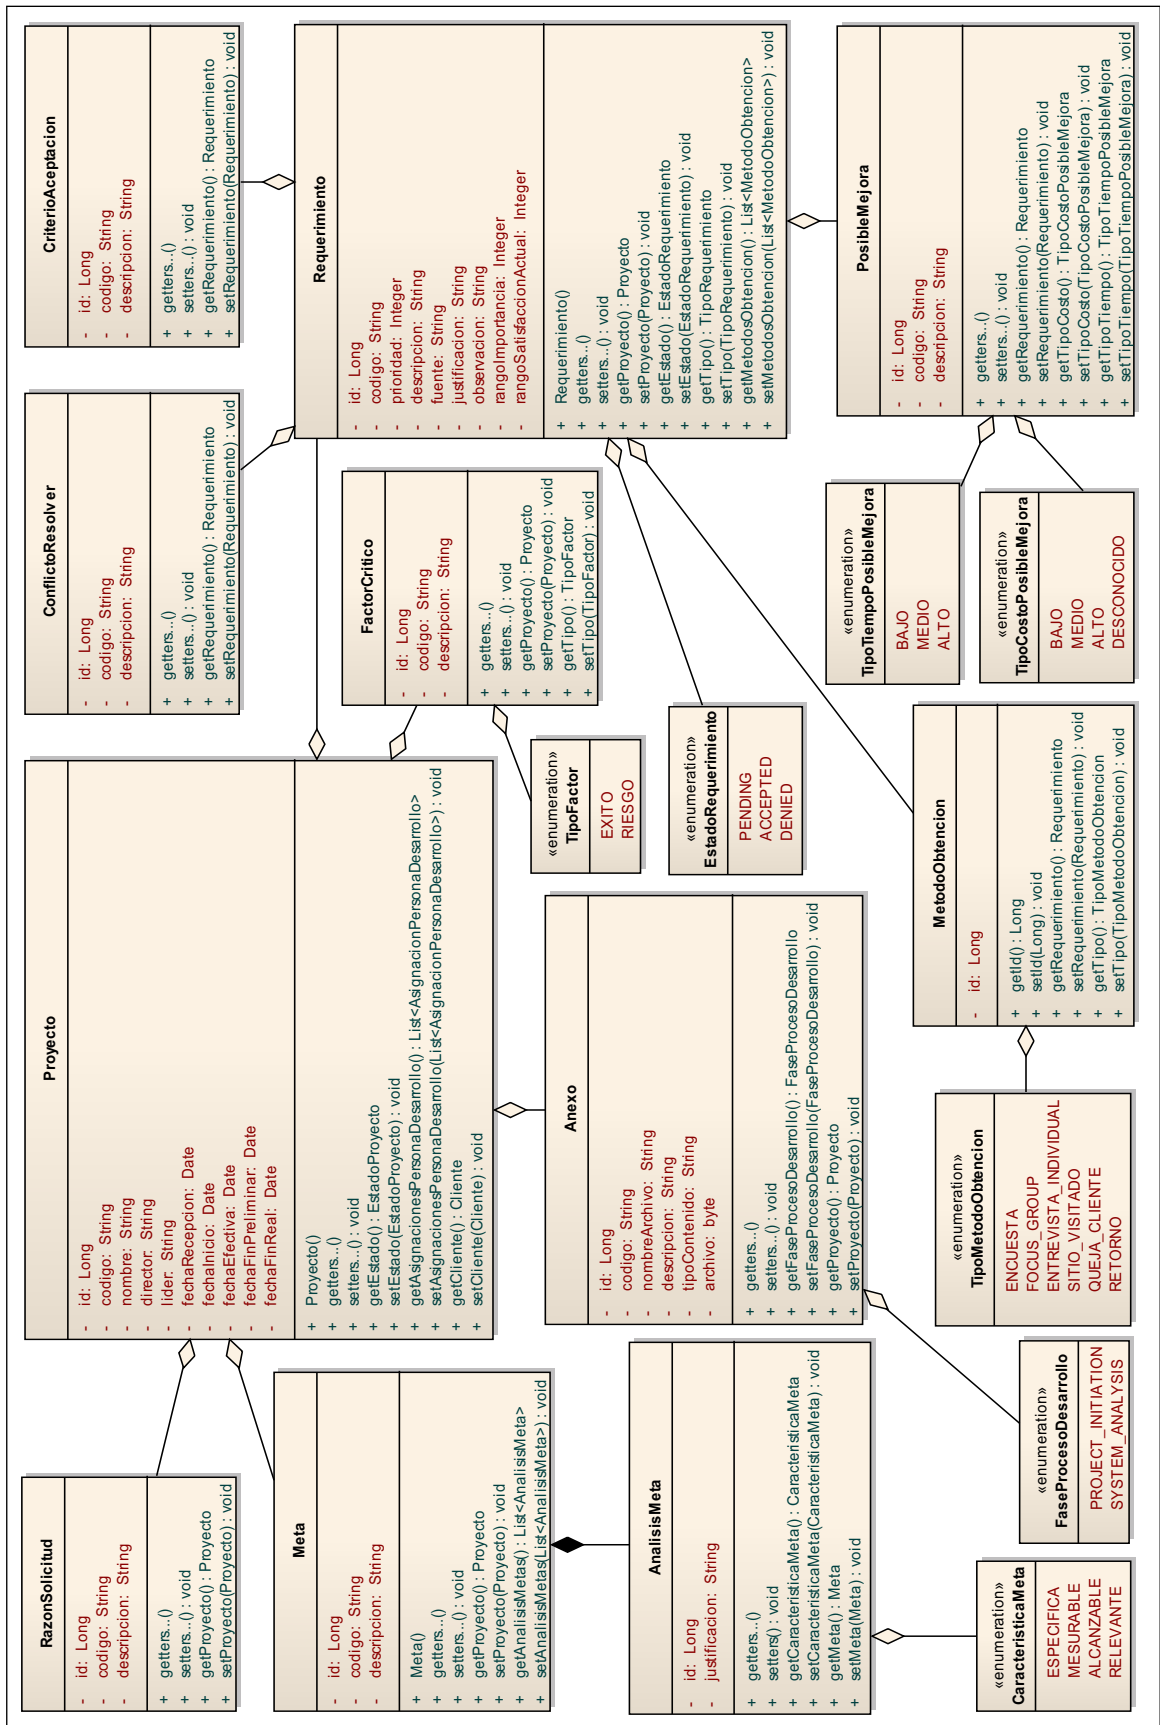 RazonSolicitud
- id: Long
- codigo: String
- descripcion: String
+ getters...()
+ setters...() : void
+ getProyecto() : Proyecto
+ setProyecto(Proyecto) : void
Proyecto
- id: Long
- codigo: String
- nombre: String
- director: String
- lider: String
- fechaRecepcion: Date
- fechaInicio: Date
- fechaEfectiva: Date
- fechaFinPreliminar: Date
- fechaFinReal: Date
+ Proyecto()
+ getters...()
+ setters...() : void
+ getEstado() : EstadoProyecto
+ setEstado(EstadoProyecto) : void
+ getAsignacionesPersonaDesarrollo() : List<AsignacionPersonaDesarrollo>
+ setAsignacionesPersonaDesarrollo(List<AsignacionPersonaDesarrollo>) : void
+ getCliente() : Cliente
+ setCliente(Cliente) : void
ConflictoResolver
- id: Long
- codigo: String
- descripcion: String
+ getters...()
+ setters...() : void
+ getRequerimiento() : Requerimiento
+ setRequerimiento(Requerimiento) : void
CriterioAceptacion
- id: Long
- codigo: String
- descripcion: String
+ getters...()
+ setters...() : void
+ getRequerimiento() : Requerimiento
+ setRequerimiento(Requerimiento) : void
Meta
- id: Long
- codigo: String
- descripcion: String
+ Meta()
+ getters...()
+ setters...() : void
+ getProyecto() : Proyecto
+ setProyecto(Proyecto) : void
+ getAnalisisMetas() : List<AnalisisMeta>
+ setAnalisisMetas(List<AnalisisMeta>) : void
FactorCritico
- id: Long
- codigo: String
- descripcion: String
+ getters...()
+ setters...() : void
+ getProyecto() : Proyecto
+ setProyecto(Proyecto) : void
+ getTipo() : TipoFactor
+ setTipo(TipoFactor) : void
Requerimiento
- id: Long
- codigo: String
- prioridad: Integer
- descripcion: String
- fuente: String
- justificacion: String
- observacion: String
- rangoImportancia: Integer
- rangoSatisfaccionActual: Integer
+ Requerimiento()
+ getters...()
+ setters...() : void
+ getProyecto() : Proyecto
+ setProyecto(Proyecto) : void
+ getEstado() : EstadoRequerimiento
+ setEstado(EstadoRequerimiento) : void
+ getTipo() : TipoRequerimiento
+ setTipo(TipoRequerimiento) : void
+ getMetodosObtencion() : List<MetodoObtencion>
+ setMetodosObtencion(List<MetodoObtencion>) : void
«enumeration»
TipoFactor
EXITO
RIESGO
Anexo
- id: Long
- codigo: String
- nombreArchivo: String
- descripcion: String
- tipoContenido: String
- archivo: byte
+ getters...()
+ setters...() : void
+ getFaseProcesoDesarrollo() : FaseProcesoDesarrollo
+ setFaseProcesoDesarrollo(FaseProcesoDesarrollo) : void
+ getProyecto() : Proyecto
+ setProyecto(Proyecto) : void
«enumeration»
EstadoRequerimiento
PENDING
ACCEPTED
DENIED
AnalisisMeta
- id: Long
- justificacion: String
+ getters...()
+ setters() : void
+ getCaracteristicaMeta() : CaracteristicaMeta
+ setCaracteristicaMeta(CaracteristicaMeta) : void
+ getMeta() : Meta
+ setMeta(Meta) : void
«enumeration»
TipoTiempoPosibleMejora
BAJO
MEDIO
ALTO
PosibleMejora
- id: Long
- codigo: String
- descripcion: String
+ getters...()
+ setters...() : void
+ getRequerimiento() : Requerimiento
+ setRequerimiento(Requerimiento) : void
+ getTipoCosto() : TipoCostoPosibleMejora
+ setTipoCosto(TipoCostoPosibleMejora) : void
+ getTipoTiempo() : TipoTiempoPosibleMejora
+ setTipoTiempo(TipoTiempoPosibleMejora) : void
MetodoObtencion
- id: Long
+ getId() : Long
+ setId(Long) : void
+ getRequerimiento() : Requerimiento
+ setRequerimiento(Requerimiento) : void
+ getTipo() : TipoMetodoObtencion
+ setTipo(TipoMetodoObtencion) : void
«enumeration»
TipoMetodoObtencion
ENCUESTA
FOCUS_GROUP
ENTREVISTA_INDIVIDUAL
SITIO_VISITADO
QUEJA_CLIENTE
RETORNO
«enumeration»
TipoCostoPosibleMejora
BAJO
MEDIO
ALTO
DESCONOCIDO
«enumeration»
CaracteristicaMeta
ESPECIFICA
MESURABLE
ALCANZABLE
RELEVANTE
«enumeration»
FaseProcesoDesarrollo
PROJECT_INITIATION
SYSTEM_ANALYSIS